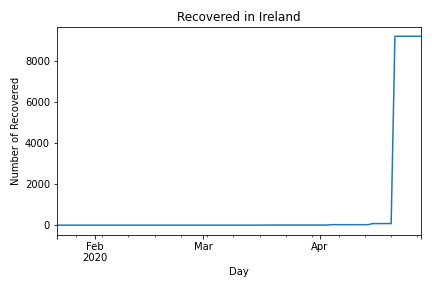 Recovered in Ireland
Number of Recovered
8000
6000
4000
2000
0
Feb
2020
Mar
Apr
Day